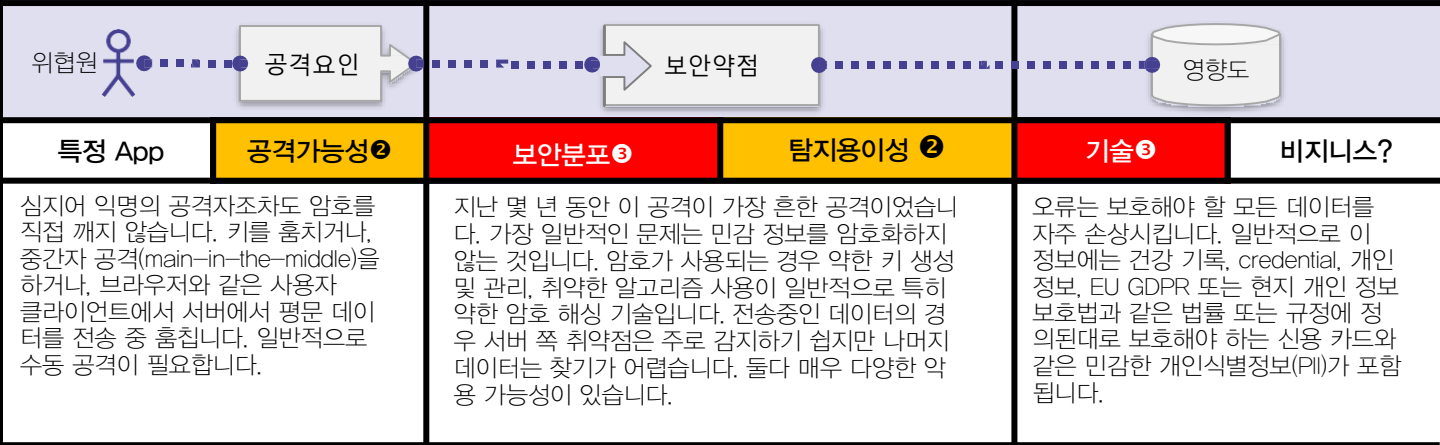 위협원
공격요인
보안약점
영향도
특정 App
공격가능성❷
보안분포❸
탐지용이성 ❷
기술❸
비지니스?
심지어 익명의 공격자조차도 암호를
직접 깨지 않습니다. 키를 훔치거나,
중간자 공격(main-in-the-middle)을
하거나, 브라우저와 같은 사용자
클라이언트에서 서버에서 평문 데이
터를 전송 중 훔칩니다. 일반적으로
수동 공격이 필요합니다.
지난 몇 년 동안 이 공격이 가장 흔한 공격이었습니
다. 가장 일반적인 문제는 민감 정보를 암호화하지
않는 것입니다. 암호가 사용되는 경우 약한 키 생성
및 관리, 취약한 알고리즘 사용이 일반적으로 특히
약한 암호 해싱 기술입니다. 전송중인 데이터의 경
우 서버 쪽 취약점은 주로 감지하기 쉽지만 나머지
데이터는 찾기가 어렵습니다. 둘다 매우 다양한 악
용 가능성이 있습니다.
오류는 보호해야 할 모든 데이터를
자주 손상시킵니다. 일반적으로 이
정보에는 건강 기록, credential, 개인
정보, EU GDPR 또는 현지 개인 정보
보호법과 같은 법률 또는 규정에 정
의된대로 보호해야 하는 신용 카드와
같은 민감한 개인식별정보(PII)가 포함
됩니다.